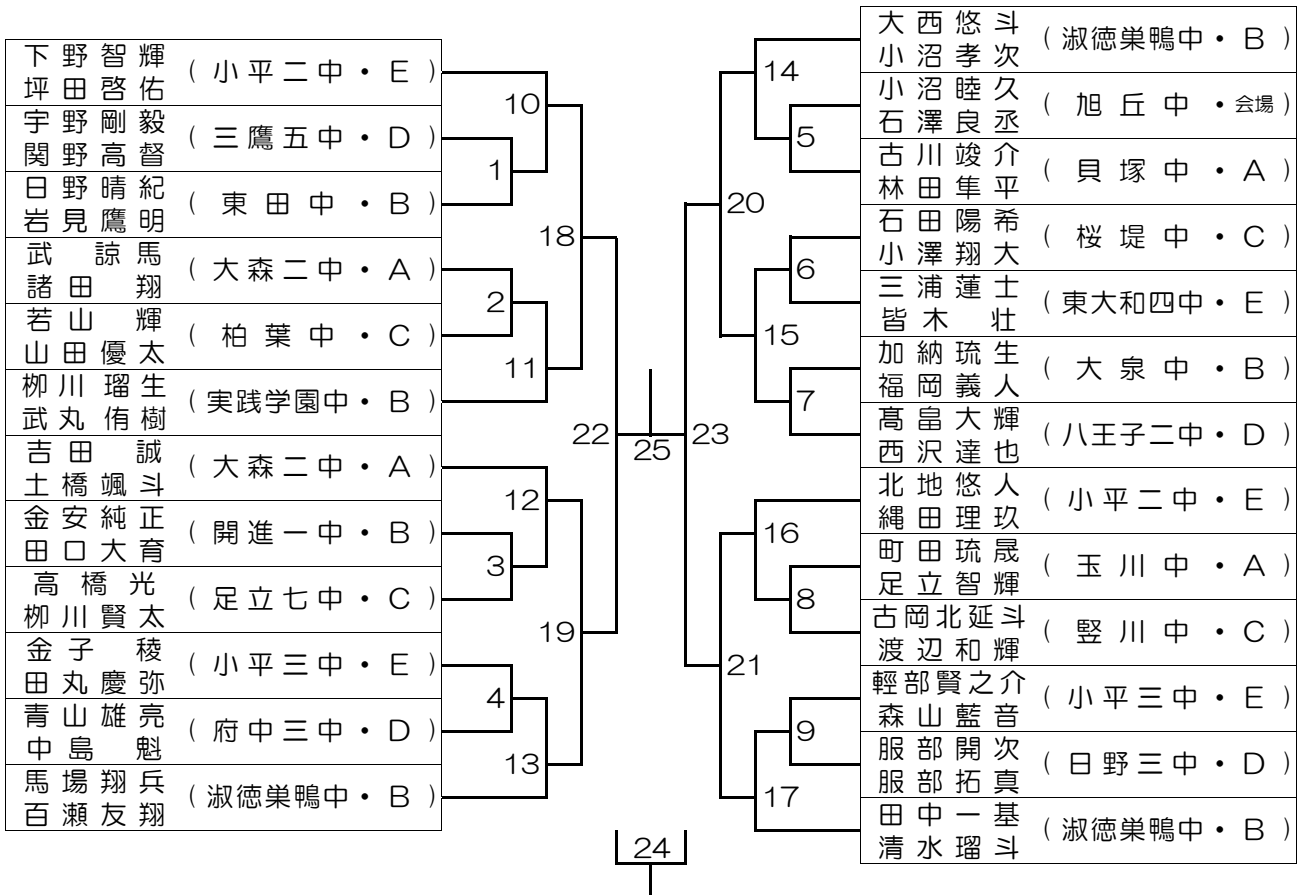 下野智輝
坪田啓佑
(小平二中・E)
宇野剛毅
関野高督
(三鷹五中・D)
日野晴紀
岩見鷹明
(東田中・B)
武 諒馬
諸田 翔
(大森二中・A)
若山 輝
山田優太
(柏葉中・C)
栁川瑠生
武丸侑樹
(実践学園中・B)
吉田 誠
土橋颯斗
(大森二中・A)
金安純正
田口大育
(開進一中・B)
高橋光
栁川賢太
(足立七中・C)
金子 稜
田丸慶弥
(小平三中・E)
青山雄亮
中島 魁
(府中三中・D)
馬場翔兵
百瀬友翔
(淑徳巣鴨中・B)
10
1
18
2
11
22
12
3
19
4
13
25
24
23
14
5
20
6
15
7
16
8
21
9
17
大西悠斗
小沼孝次
(淑徳巣鴨中・B)
小沼睦久
石澤良丞
(旭丘中・会場)
古川竣介
林田隼平
(貝塚中・A)
石田陽希
小澤翔大
(桜堤中・C)
三浦蓮士
皆木 壮
(東大和四中・E)
加納琉生
福岡義人
(大泉中・B)
髙畠大輝
西沢達也
(八王子二中・D)
北地悠人
縄田理玖
(小平二中・E)
町田琉晟
足立智輝
(玉川中・A)
古岡北延斗
渡辺和輝
(竪川中・C)
輕部賢之介
森山藍音
(小平三中・E)
服部開次
服部拓真
(日野三中・D)
田中一基
清水瑠斗
(淑徳巣鴨中・B)